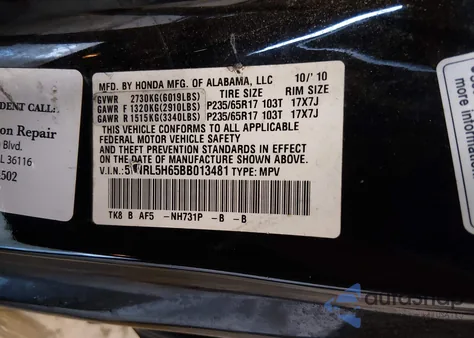 MFD. BY HONDA MFG. OF ALABAMA, LLC 10/'10
GVWR 2730KG(6019LBS) TIRE SIZE RIM SIZE
GAWR F 1320KG(2910LBS) P235/65R17 103T 17X7J
GAWR R 1515KG(3340LBS) P235/65R17 103T 17X7J
THIS VEHICLE CONFORMS TO ALL APPLICABLE
FEDERAL MOTOR VEHICLE SAFETY
AND THEFT PREVENTION STANDARDS IN EFFECT
ON THE DATE OF MANUFACTURE SHOWN ABOVE.
V.I.N.: RL5H65BB013481 TYPE: MPV
TK8 B AF5 -NH731P -B -B
DENT CALL:
on Repair
Blvd.
L 36116
502